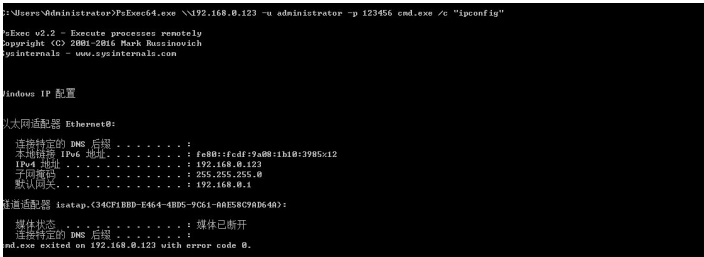 C:\Users\Administrator>PsExec64.exe \\192.168.0.123 -u administrator -p 123456 cmd.exe /c "ipconfig"
PsExec v2.2 - Execute processes remotely
Copyright (C) 2001-2016 Mark Russinovich
Sysinternals - www.sysinternals.com
Windows IP 配置
以太网适配器 Ethernet0:
连接特定的 DNS 后缀 . . . . . . . :
本地链接 IPv6 地址. . . . . . . . : fe80::fcdf:9a08:1b10:3985%12
IPv4 地址 . . . . . . . . . . . . : 192.168.0.123
子网掩码 . . . . . . . . . . . . : 255.255.255.0
默认网关. . . . . . . . . . . . . : 192.168.0.1
隧道适配器 isatap.{34CF1BBD-E464-4BD5-9C61-AAE58C9AD64A}:
媒体状态 . . . . . . . . . . . . : 媒体已断开
连接特定的 DNS 后缀 . . . . . . . :
cmd.exe exited on 192.168.0.123 with error code 0.